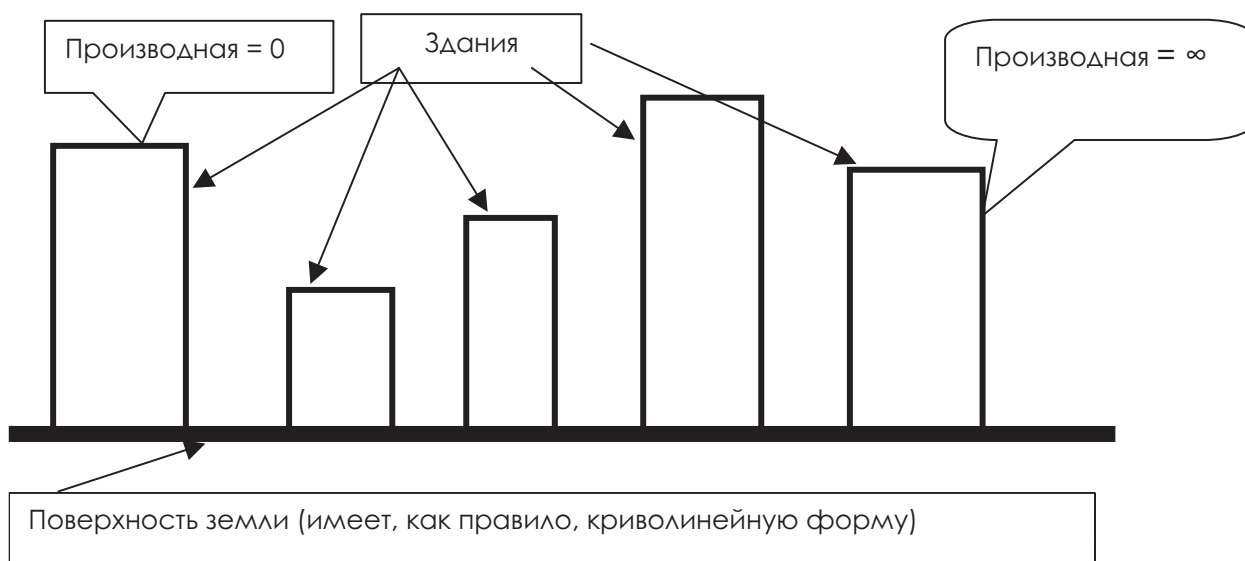 Производная = 0
Здания
Производная = ∞
Поверхность земли (имеет, как правило, криволинейную форму)